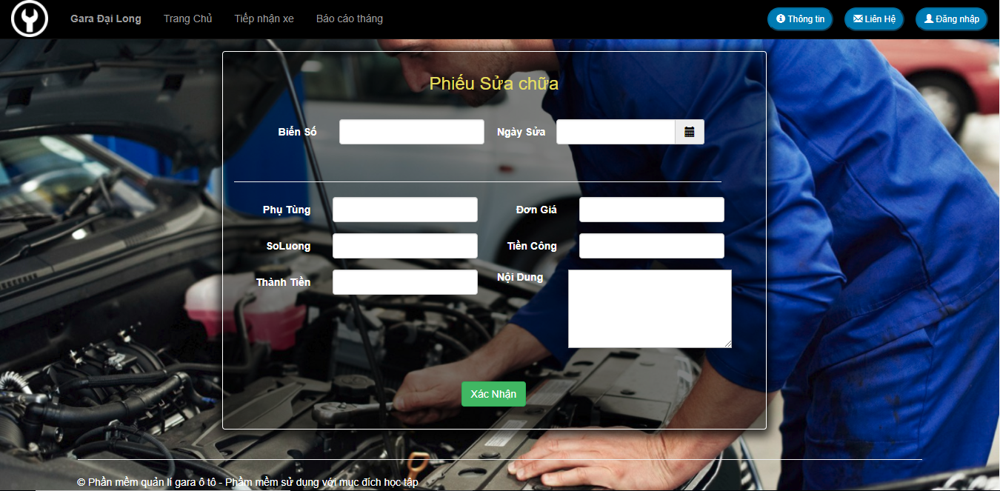 Gara Đại Long Trang Chủ Tiếp nhận xe Báo cáo tháng Thông tin Liên Hệ Đăng nhập
Phiếu Sửa chữa
Biển Số Ngày Sửa
Phụ Tùng Đơn Giá
SoLuong Tiền Công
Thành Tiền Nội Dung
Xác Nhận
© Phần mềm quản lí gara ô tô - Phầm mềm sử dụng với mục đích học tập